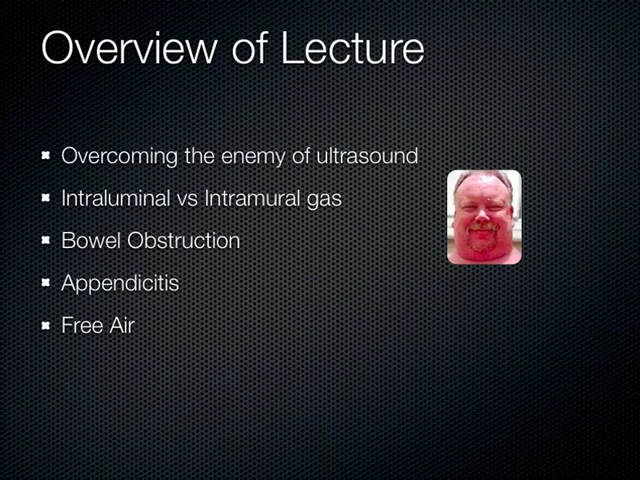 Overview of Lecture
Overcoming the enemy of ultrasound
Intraluminal vs Intramural gas
Bowel Obstruction
Appendicitis
Free Air